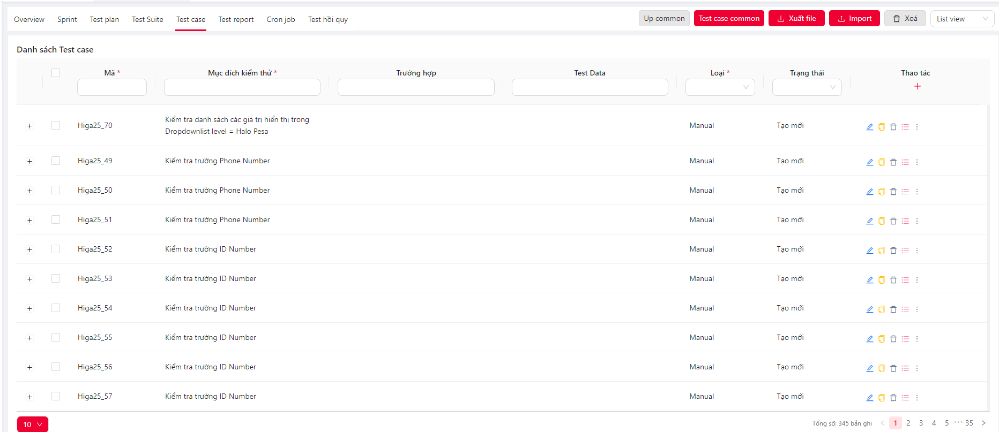 Overview Sprint Test plan Test Suite Test case Test report Cron job Test hồi quy Up common Test case common Xuất file Import Xoá List view
Danh sách Test case
Mã * Mục đích kiểm thử * Trường hợp Test Data Loại * Trạng thái Thao tác
Higa25_70 Kiểm tra danh sách các giá trị hiển thị trong Manual Tạo mới
Dropdownlist level = Halo Pesa
Higa25_49 Kiểm tra trường Phone Number Manual Tạo mới
Higa25_50 Kiểm tra trường Phone Number Manual Tạo mới
Higa25_51 Kiểm tra trường Phone Number Manual Tạo mới
Higa25_52 Kiểm tra trường ID Number Manual Tạo mới
Higa25_53 Kiểm tra trường ID Number Manual Tạo mới
Higa25_54 Kiểm tra trường ID Number Manual Tạo mới
Higa25_55 Kiểm tra trường ID Number Manual Tạo mới
Higa25_56 Kiểm tra trường ID Number Manual Tạo mới
Higa25_57 Kiểm tra trường ID Number Manual Tạo mới
10 Tổng số: 345 bản ghi < 1 2 3 4 5 ••• 35 >